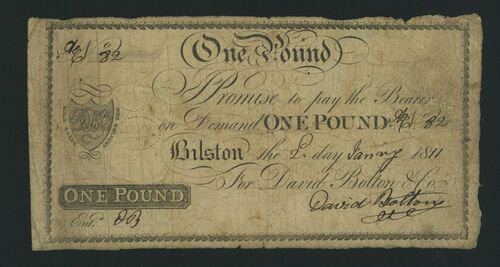 One Pound
No 82
I Promise to pay the Bearer
on Demand ONE POUND. No 82
Bilston the 2. day Janry 1811
For David Bolton & Co
ONE POUND.
David Bolton
Entd DB